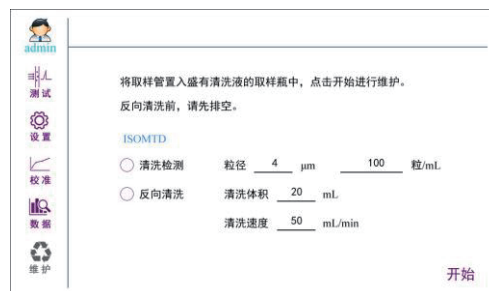 admin
测试
设置
校准
数据
维护
将取样管置入盛有清洗液的取样瓶中，点击开始进行维护。
反向清洗前，请先排空。
ISOMTD
清洗检测 粒径 4 μm 100 粒/mL
反向清洗 清洗体积 20 mL
清洗速度 50 mL/min
开始